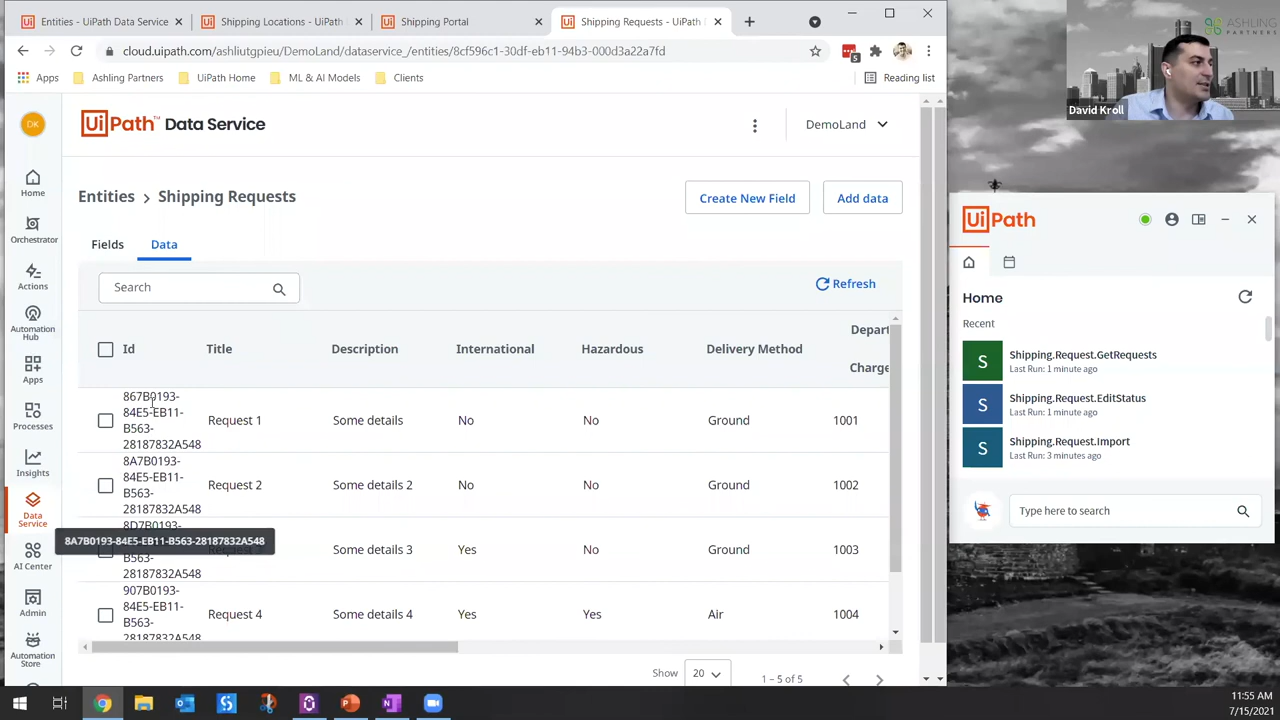 Entities - UiPath Data Service
Shipping Locations - UiPath
Shipping Portal
Shipping Requests - UiPath
cloud.uipath.com/ashliutgpieu/DemoLand/dataservice_/entities/8cf596c1-30df-eb11-94b3-000d3a22a7fd
5
Apps
Ashling Partners
UiPath Home
ML & AI Models
Clients
Reading list
ASHLING
PARTNERS
David Kroll
DK
UiPath Data Service
DemoLand
Home
Orchestrator
Actions
Automation
Hub
Apps
Processes
Insights
Data
Service
AI Center
Admin
Automation
Store
Entities > Shipping Requests
Create New Field
Add data
Fields
Data
Search
Refresh
Id
Title
Description
International
Hazardous
Delivery Method
Depart
Charge
867B0193-
84E5-EB11-
B563-
28187832A548
Request 1
Some details
No
No
Ground
1001
8A7B0193-
84E5-EB11-
B563-
28187832A548
Request 2
Some details 2
No
No
Ground
1002
8D7B0193-
8A7B0193-84E5-EB11-B563-28187832A548
B563-
28187832A548
Request 3
Some details 3
Yes
No
Ground
1003
907B0193-
84E5-EB11-
B563-
28187832A548
Request 4
Some details 4
Yes
Yes
Air
1004
Show
20
1 – 5 of 5
UiPath
Home
Recent
S
Shipping.Request.GetRequests
Last Run: 1 minute ago
S
Shipping.Request.EditStatus
Last Run: 1 minute ago
S
Shipping.Request.Import
Last Run: 3 minutes ago
Type here to search
11:55 AM
7/15/2021